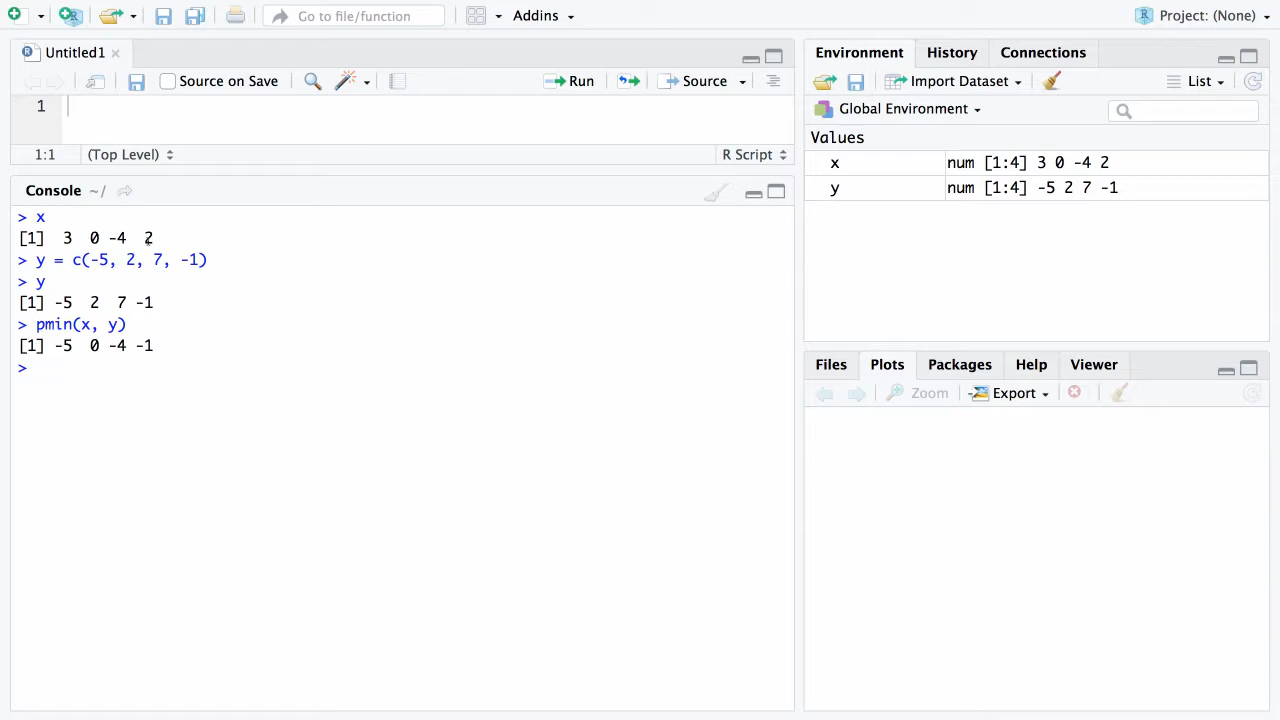 Go to file/function
Addins
Project: (None)
Untitled1
Source on Save
Run
Source
1
1:1
(Top Level)
R Script
Console ~/
> x
[1]  3  0 -4  2
> y = c(-5, 2, 7, -1)
> y
[1] -5  2  7 -1
> pmin(x, y)
[1] -5  0 -4 -1
>
Environment History Connections
Import Dataset
List
Global Environment
Values
x num [1:4] 3 0 -4 2
y num [1:4] -5 2 7 -1
Files Plots Packages Help Viewer
Zoom
Export